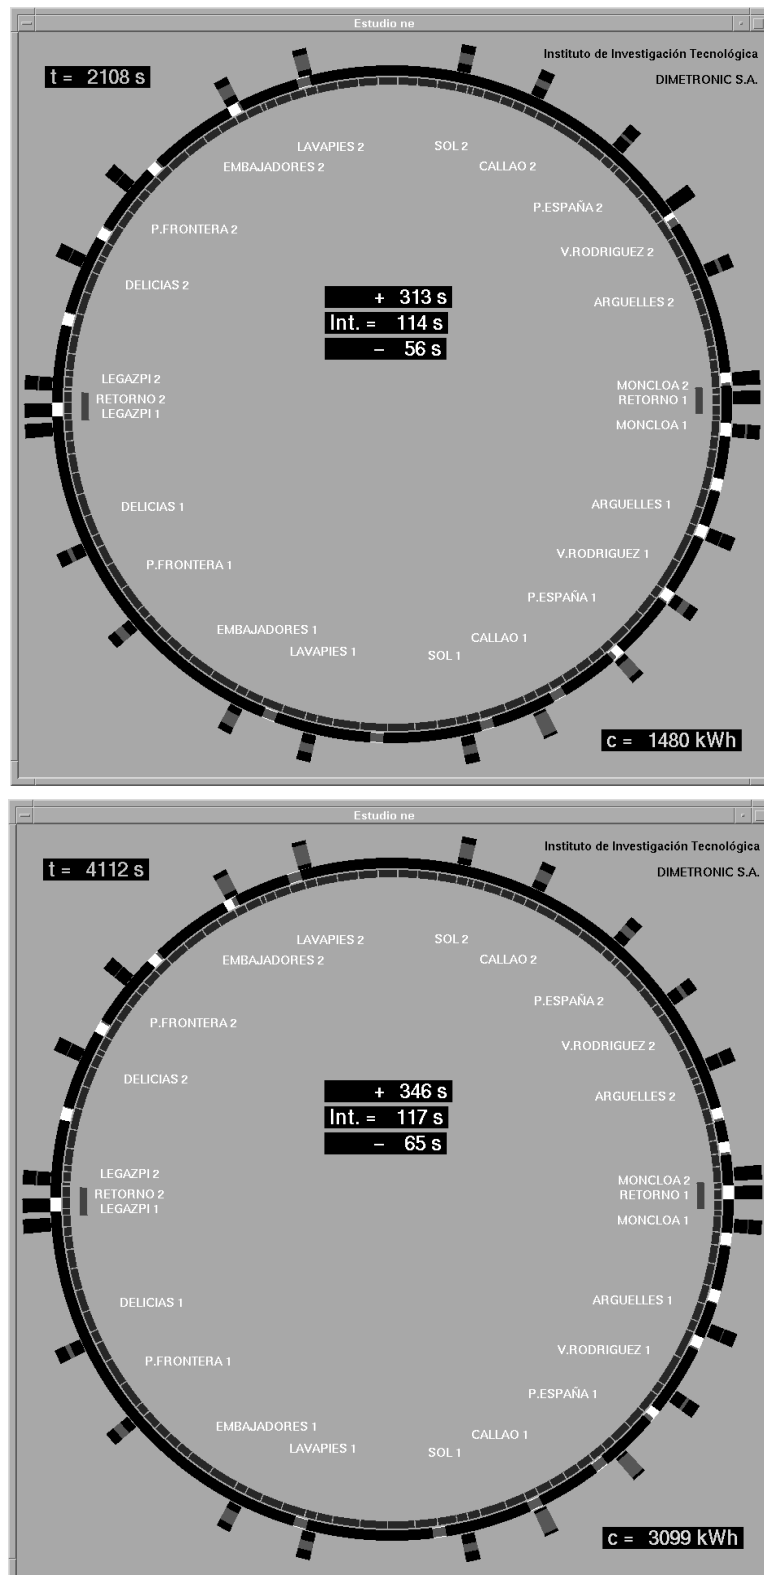 Estudio ne
Instituto de Investigación Tecnológica
t = 2108 s
DIMETRONIC S.A.
LAVAPIES 2
SOL 2
EMBAJADORES 2
CALLAO 2
P.ESPAÑA 2
P.FRONTERA 2
V.RODRIGUEZ 2
DELICIAS 2
ARGUELLES 2
+ 313 s
Int. = 114 s
− 56 s
LEGAZPI 2
MONCLOA 2
RETORNO 2
RETORNO 1
LEGAZPI 1
MONCLOA 1
DELICIAS 1
ARGUELLES 1
P.FRONTERA 1
V.RODRIGUEZ 1
P.ESPAÑA 1
EMBAJADORES 1
CALLAO 1
LAVAPIES 1
SOL 1
c = 1480 kWh
Estudio ne
Instituto de Investigación Tecnológica
t = 4112 s
DIMETRONIC S.A.
LAVAPIES 2
SOL 2
EMBAJADORES 2
CALLAO 2
P.ESPAÑA 2
P.FRONTERA 2
V.RODRIGUEZ 2
DELICIAS 2
ARGUELLES 2
+ 346 s
Int. = 117 s
− 65 s
LEGAZPI 2
MONCLOA 2
RETORNO 2
RETORNO 1
LEGAZPI 1
MONCLOA 1
DELICIAS 1
ARGUELLES 1
P.FRONTERA 1
V.RODRIGUEZ 1
P.ESPAÑA 1
EMBAJADORES 1
CALLAO 1
LAVAPIES 1
SOL 1
c = 3099 kWh